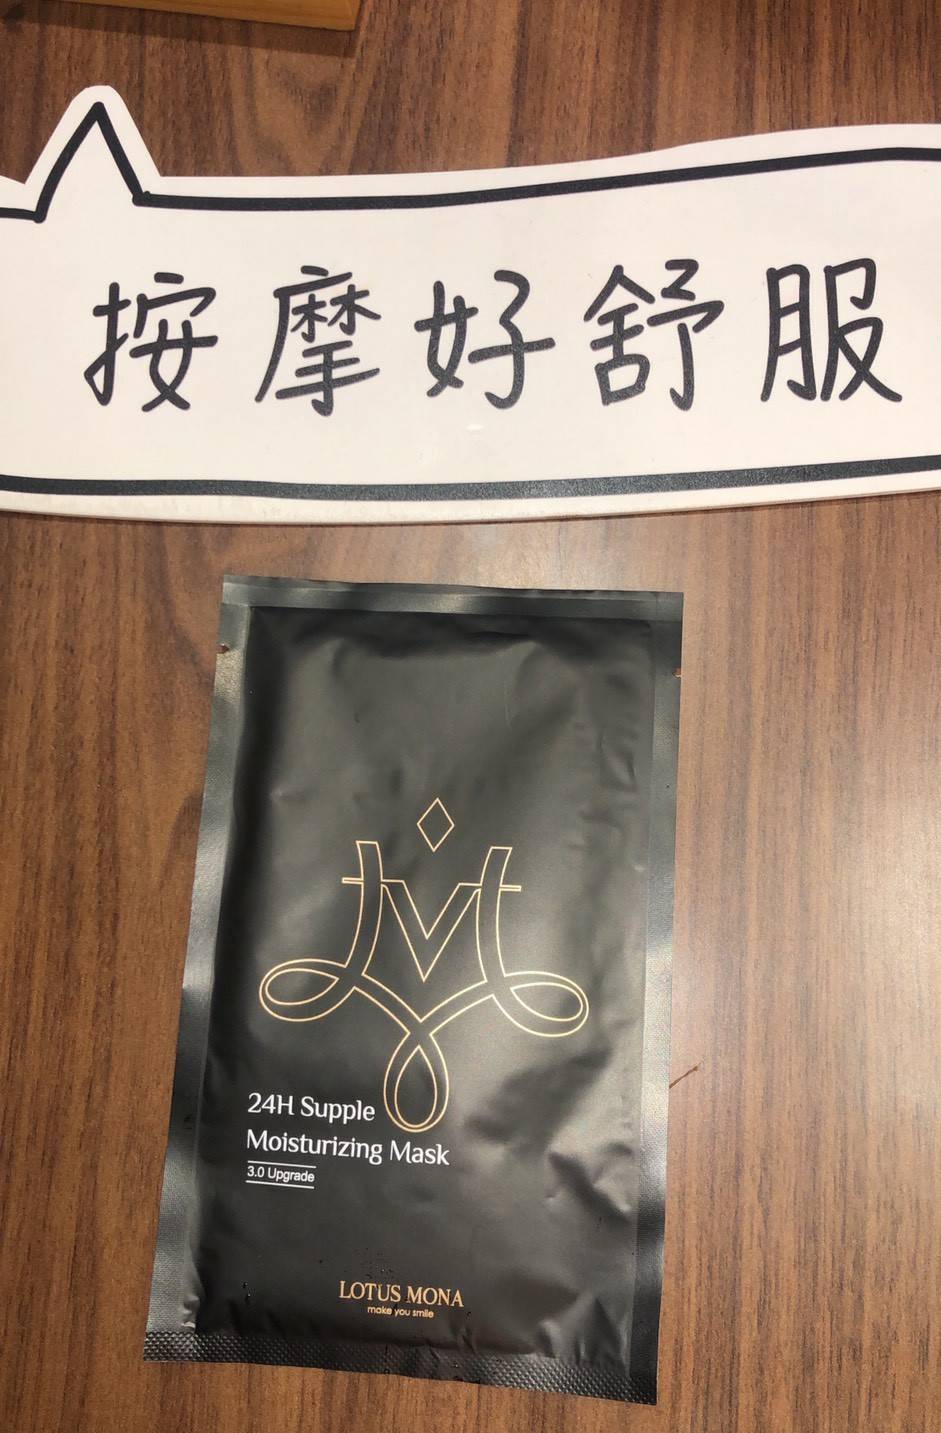 按摩好舒服
24H Supple
Moisturizing Mask
3.0 Upgrade
LOTUS MONA
make you smile